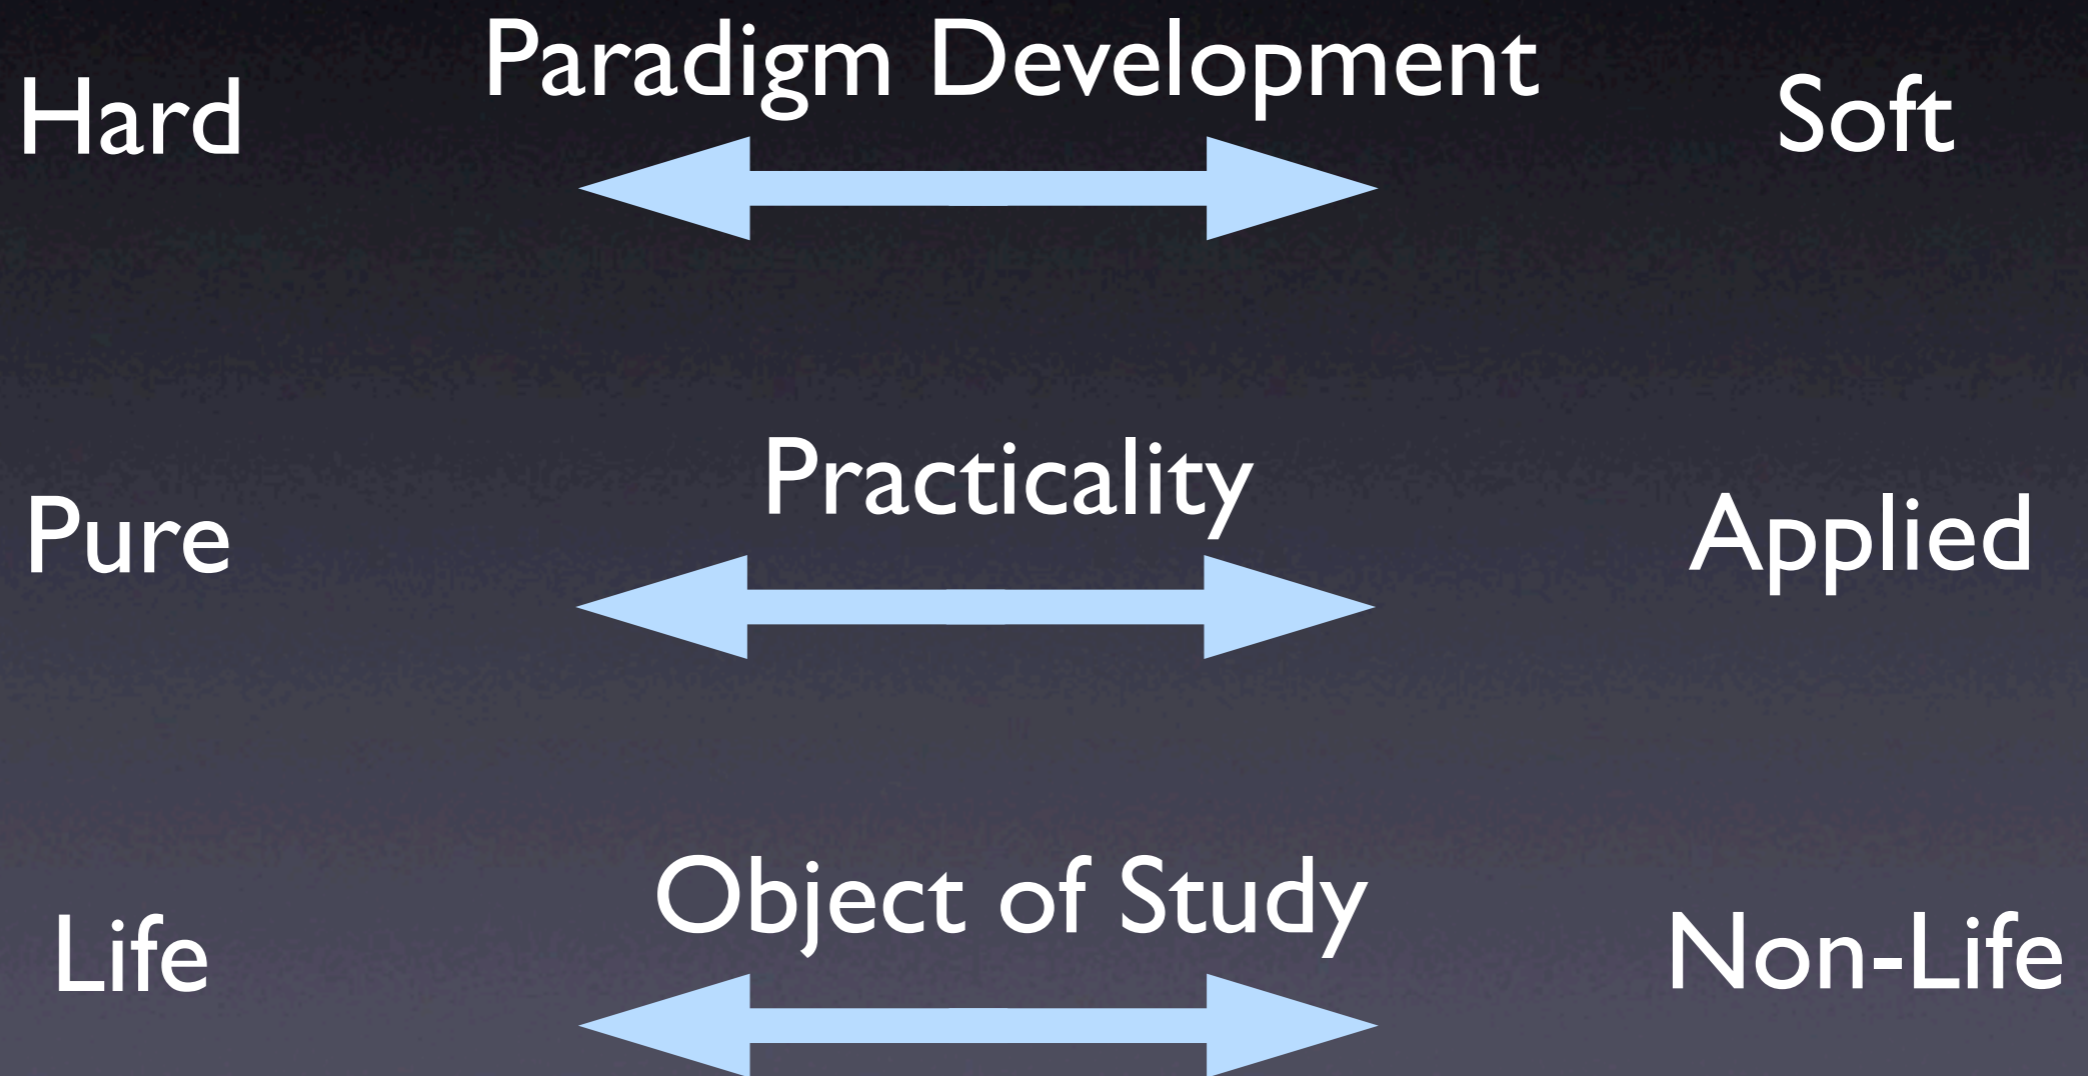 Paradigm Development
Hard
Soft
Practicality
Pure
Applied
Object of Study
Life
Non-Life